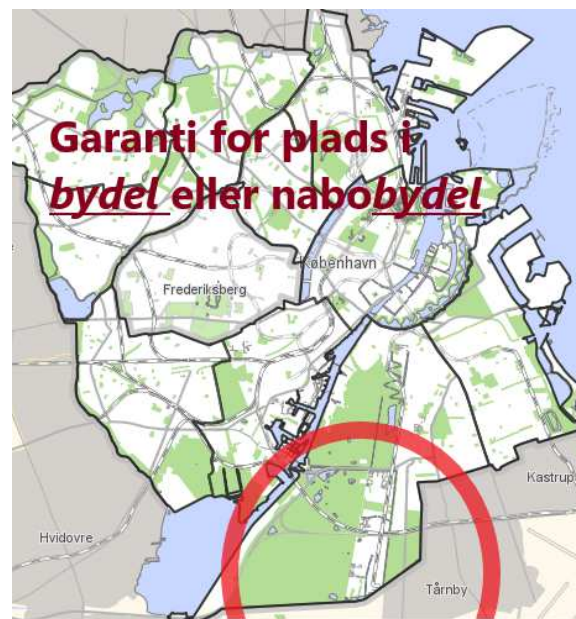 Garanti for plads i
bydel eller nabobydel
København
Frederiksberg
Kastrup
Hvidovre
Tårnby